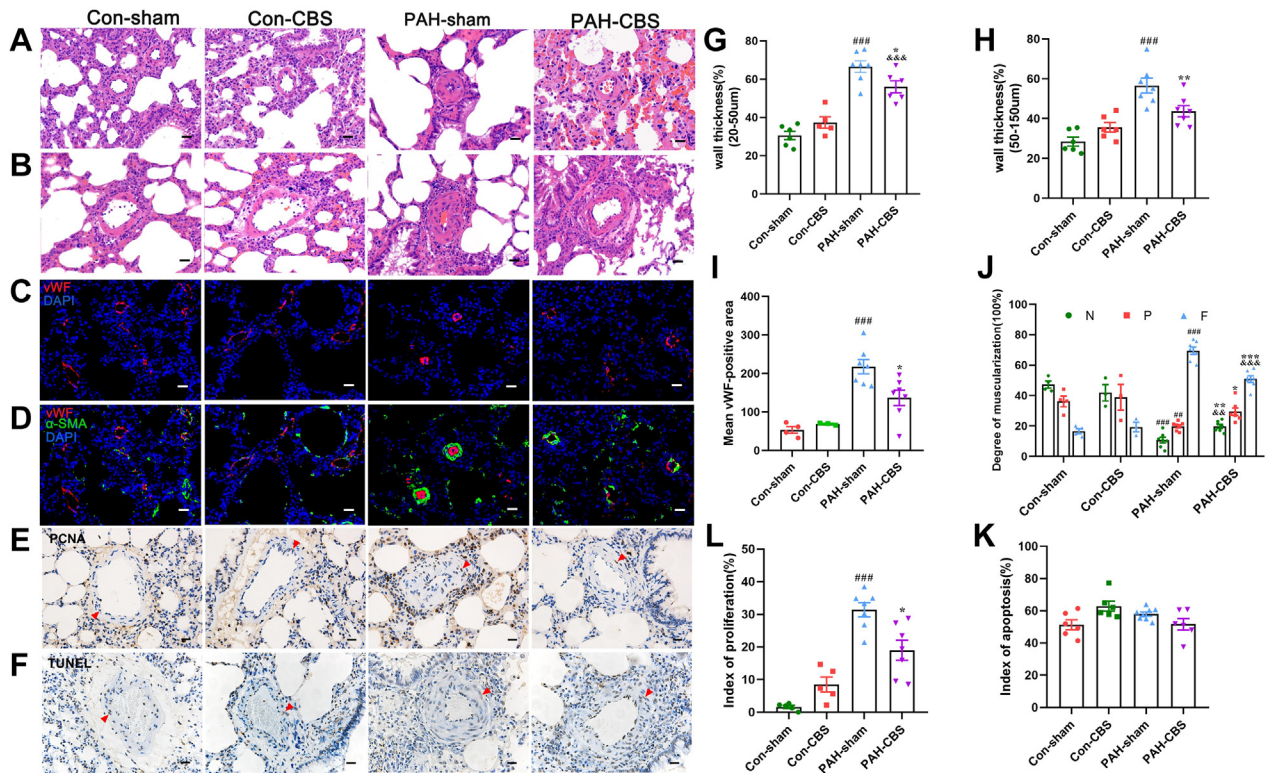 Con-sham Con-CBS PAH-sham PAH-CBS
A
B
C
vWF
DAPI
D
vWF
α-SMA
DAPI
E
PCNA
F
TUNEL
G
wall thickness(%)
(20-50um)
80
60
40
20
0
###
*
&&&
Con-sham
Con-CBS
PAH-sham
PAH-CBS
H
wall thickness(%)
(50-150um)
80
60
40
20
0
###
**
Con-sham
Con-CBS
PAH-sham
PAH-CBS
I
Mean vWF-positive area
400
300
200
100
0
###
*
Con-sham
Con-CBS
PAH-sham
PAH-CBS
J
Degree of muscularization(100%)
100
80
60
40
20
0
N P F
###
##
###
**
&&
*
***
&&&
Con-sham
Con-CBS
PAH-sham
PAH-CBS
L
Index of proliferation(%)
50
40
30
20
10
0
###
*
Con-sham
Con-CBS
PAH-sham
PAH-CBS
K
Index of apoptosis(%)
100
80
60
40
20
0
Con-sham
Con-CBS
PAH-sham
PAH-CBS